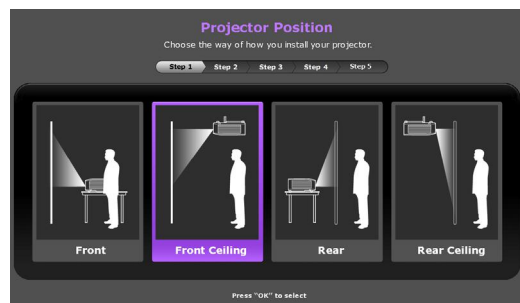 Projector Position
Choose the way of how you install your projector.
Step 1 Step 2 Step 3 Step 4 Step 5
Front Front Ceiling Rear Rear Ceiling
Press "OK" to select